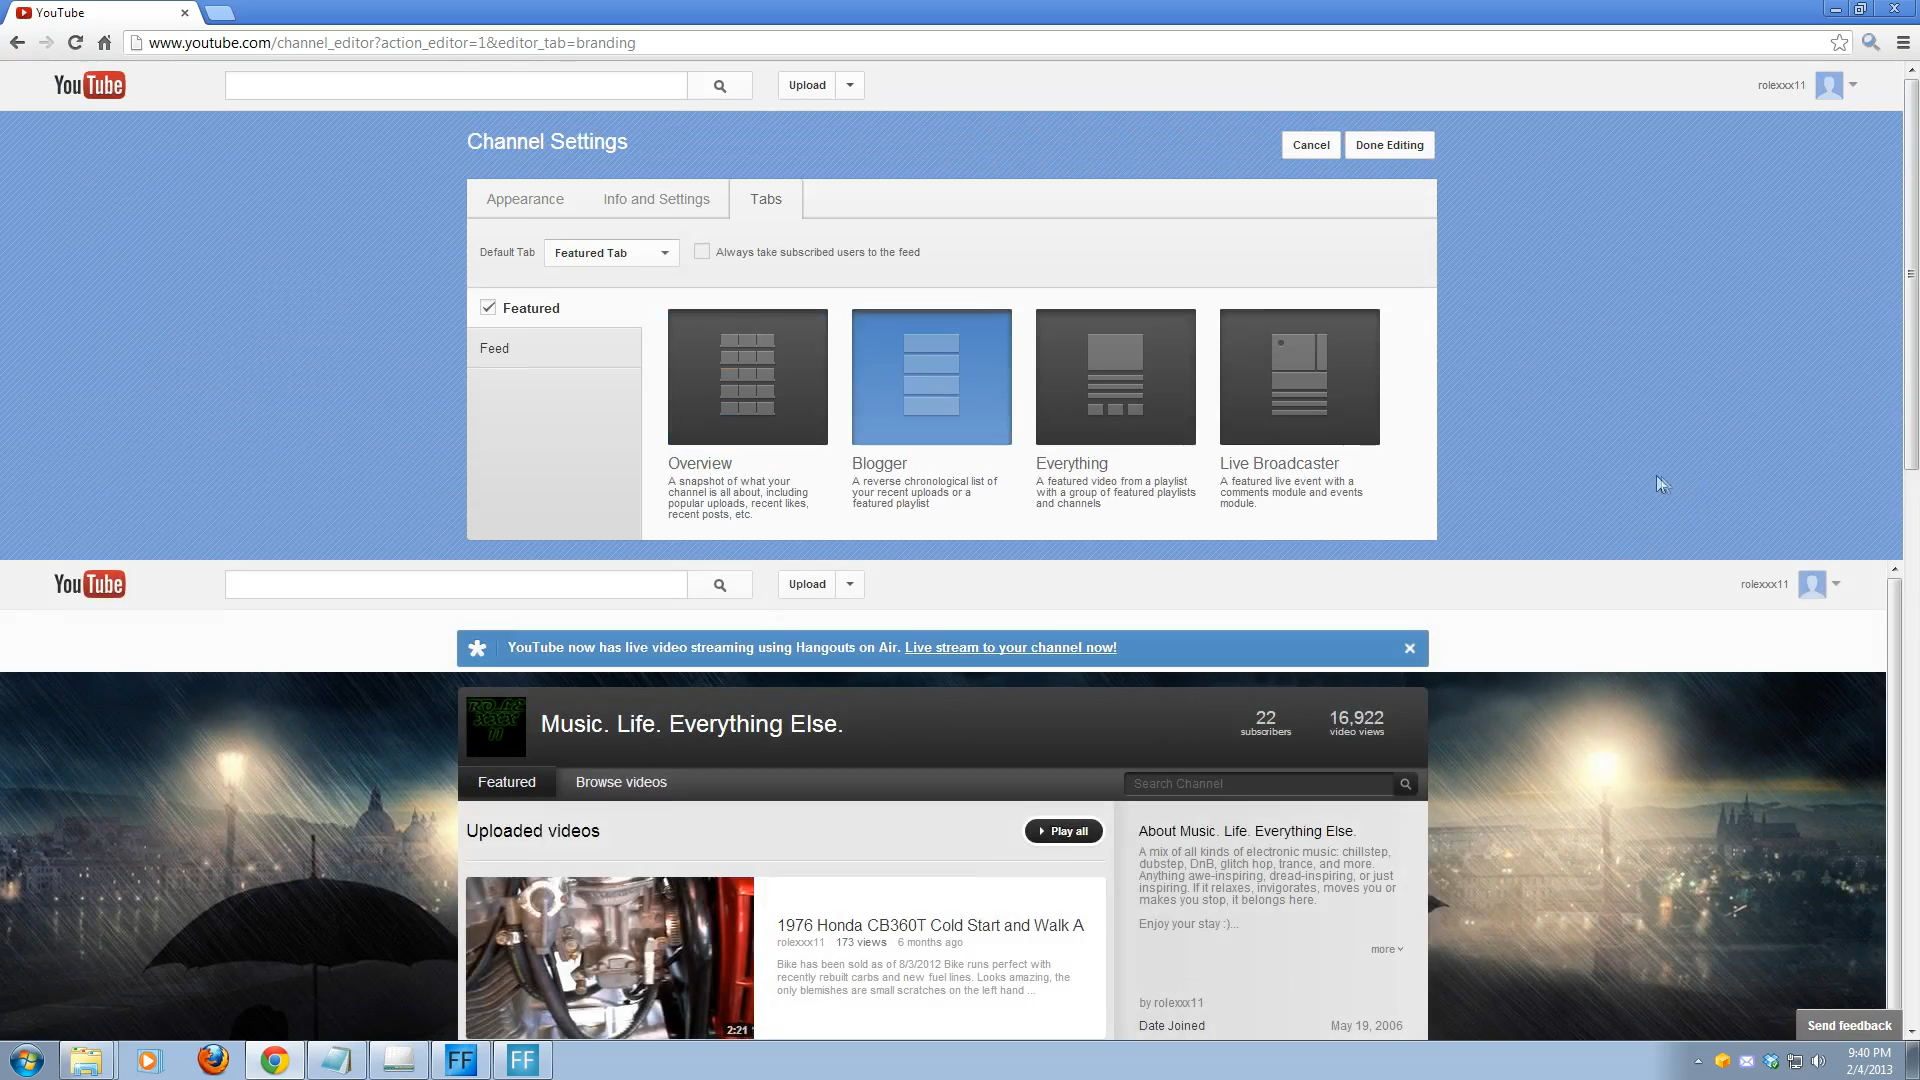 YouTube
www.youtube.com/channel_editor?action_editor=1&editor_tab=branding
YouTube
Upload
rolexxx11
Channel Settings
Cancel
Done Editing
Appearance
Info and Settings
Tabs
Default Tab
Featured Tab
Always take subscribed users to the feed
Featured
Feed
Overview
A snapshot of what your
channel is all about, including
popular uploads, recent likes,
recent posts, etc.
Blogger
A reverse chronological list of
your recent uploads or a
featured playlist
Everything
A featured video from a playlist
with a group of featured playlists
and channels
Live Broadcaster
A featured live event with a
comments module and events
module.
YouTube
Upload
rolexxx11
YouTube now has live video streaming using Hangouts on Air. Live stream to your channel now!
ROLE
XXX
11
Music. Life. Everything Else.
22
subscribers
16,922
video views
Featured
Browse videos
Search Channel
Uploaded videos
Play all
2:21
1976 Honda CB360T Cold Start and Walk A
rolexxx11 173 views 6 months ago
Bike has been sold as of 8/3/2012 Bike runs perfect with
recently rebuilt carbs and new fuel lines. Looks amazing, the
only blemishes are small scratches on the left hand ...
About Music. Life. Everything Else.
A mix of all kinds of electronic music: chillstep,
dubstep, DnB, glitch hop, trance, and more.
Anything awe-inspiring, dread-inspiring, or just
inspiring. If it relaxes, invigorates, moves you or
makes you stop, it belongs here.
Enjoy your stay :)...
more
by rolexxx11
Date Joined
May 19, 2006
Send feedback
FF
FF
9:40 PM
2/4/2013